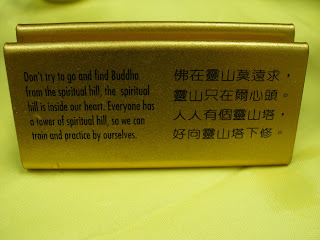 Don't try to go and find Buddha
from the spiritual hill, the spiritual
hill is inside our heart. Everyone has
a tower of spiritual hill, so we can
train and practice by ourselves.
佛在靈山莫遠求，
靈山只在爾心頭。
人人有個靈山塔，
好向靈山塔下修。